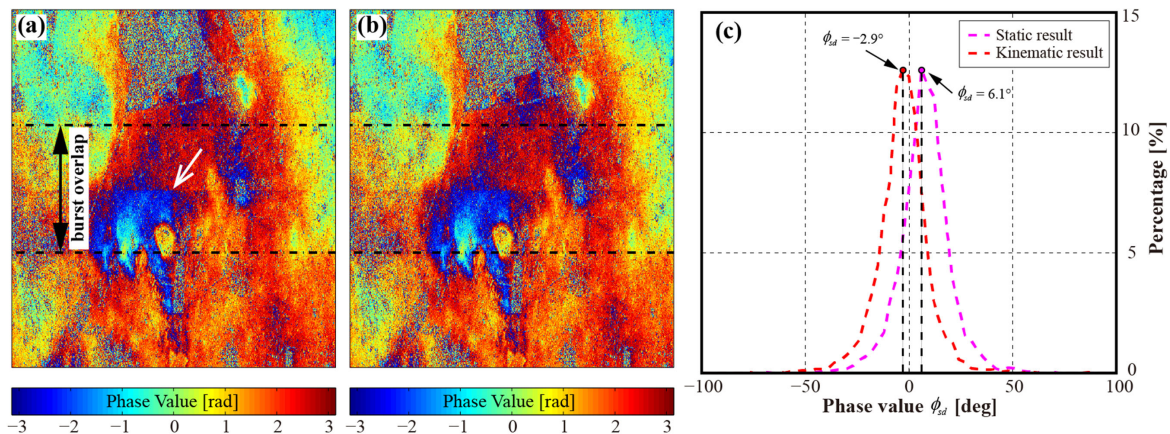 (a)
burst overlap
Phase Value [rad]
−3 −2 −1 0 1 2 3
(b)
Phase Value [rad]
−3 −2 −1 0 1 2 3
(c)
ϕsd = −2.9°
ϕsd = 6.1°
Static result
Kinematic result
15
10
5
0
Percentage [%]
−100 −50 0 50 100
Phase value ϕsd [deg]